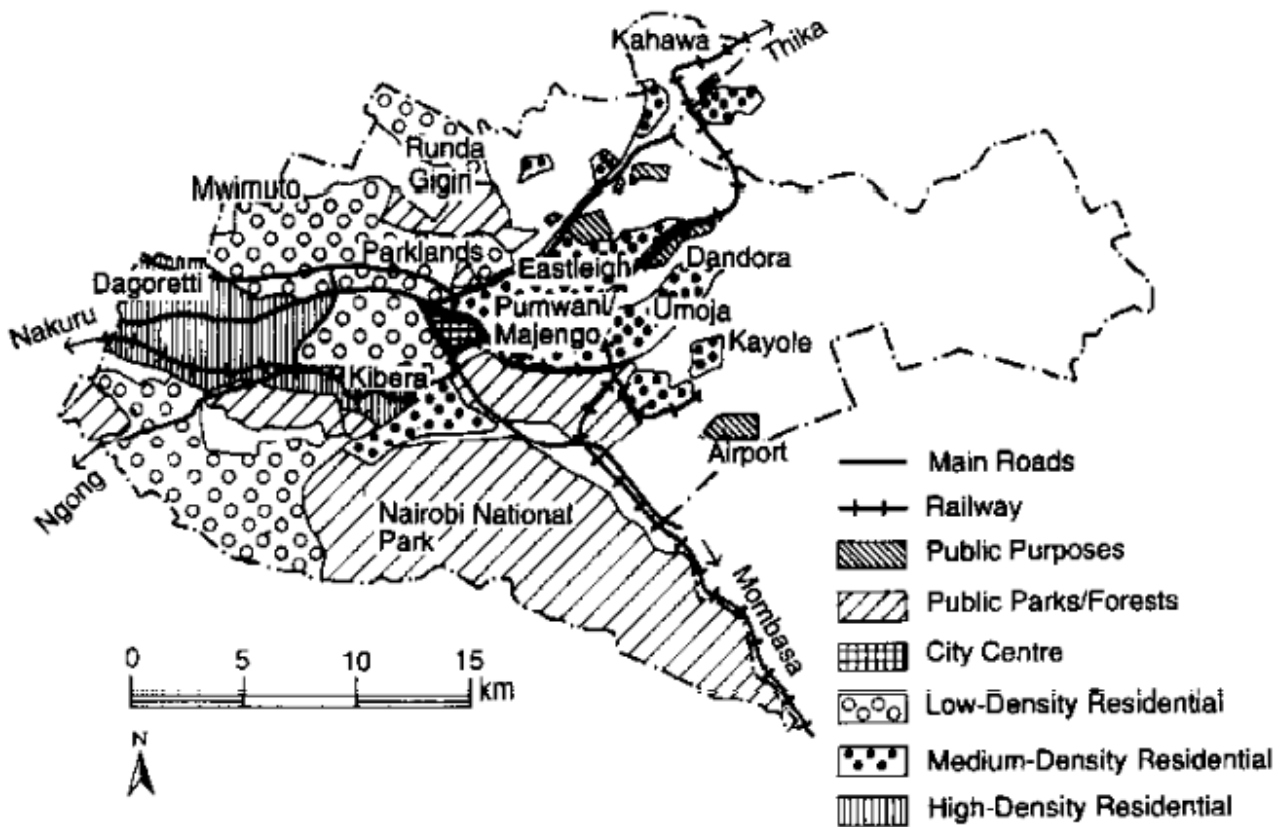 Kahawa
Thika
Runda
Gigiri
Mwimuto
Parklands
Eastleigh
Dandora
Dagoretti
Pumwani
Umoja
Majengo
Nakuru
Kayole
Kibera
Airport
Ngong
Nairobi National
Park
Mombasa
0 5 10 15
km
N
Main Roads
Railway
Public Purposes
Public Parks/Forests
City Centre
Low-Density Residential
Medium-Density Residential
High-Density Residential